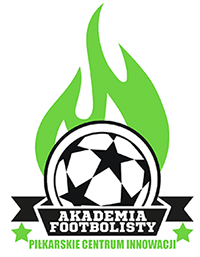 AKADEMIA
FOOTBOLISTY
PIŁKARSKIE CENTRUM INNOWACJI